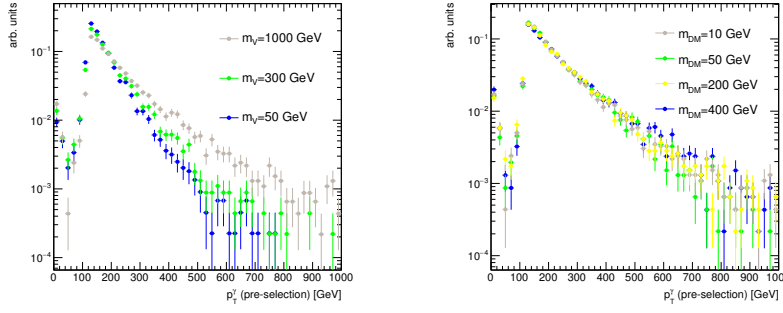 arb. units
10⁻¹
10⁻²
10⁻³
10⁻⁴
m_V=1000 GeV
m_V=300 GeV
m_V=50 GeV
0 100 200 300 400 500 600 700 800 900 1000
p_T^γ (pre-selection) [GeV]
arb. units
10⁻¹
10⁻²
10⁻³
10⁻⁴
m_DM=10 GeV
m_DM=50 GeV
m_DM=200 GeV
m_DM=400 GeV
0 100 200 300 400 500 600 700 800 900 1000
p_T^γ (pre-selection) [GeV]